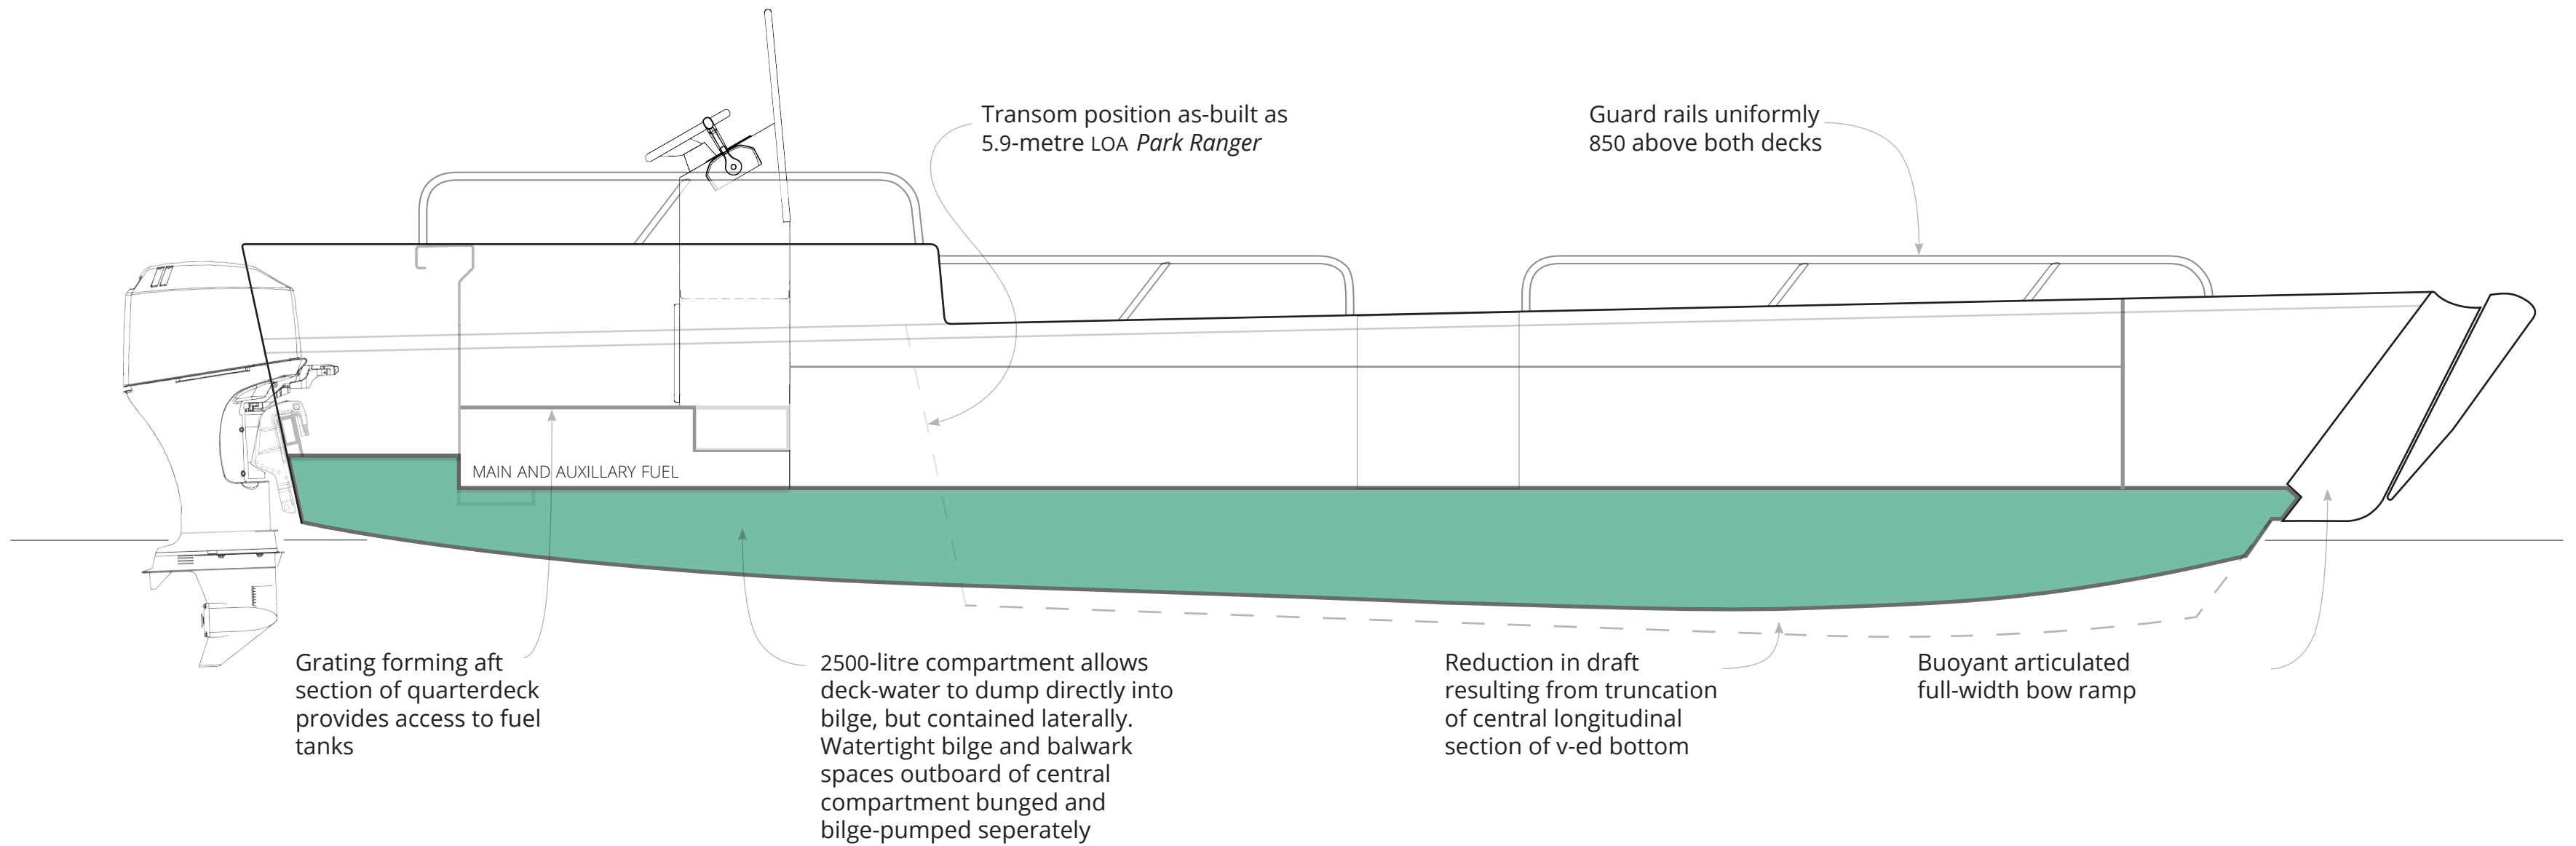 Transom position as-built as
5.9-metre LOA Park Ranger
Guard rails uniformly
850 above both decks
MAIN AND AUXILLARY FUEL
Grating forming aft
section of quarterdeck
provides access to fuel
tanks
2500-litre compartment allows
deck-water to dump directly into
bilge, but contained laterally.
Watertight bilge and balwark
spaces outboard of central
compartment bunged and
bilge-pumped seperately
Reduction in draft
resulting from truncation
of central longitudinal
section of v-ed bottom
Buoyant articulated
full-width bow ramp